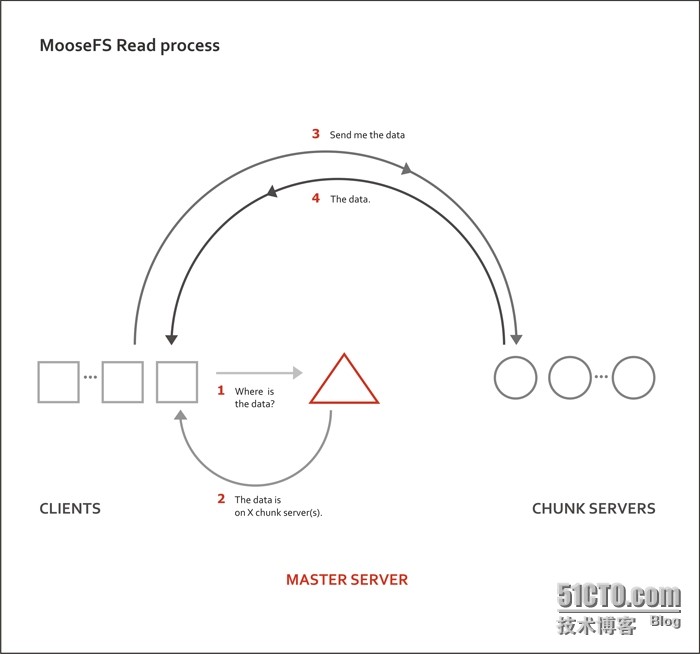 MooseFS Read process
3 Send me the data
4 The data.
1 Where is
the data?
2 The data is
on X chunk server(s).
CLIENTS
CHUNK SERVERS
MASTER SERVER
51CTO.com
技术博客 Blog